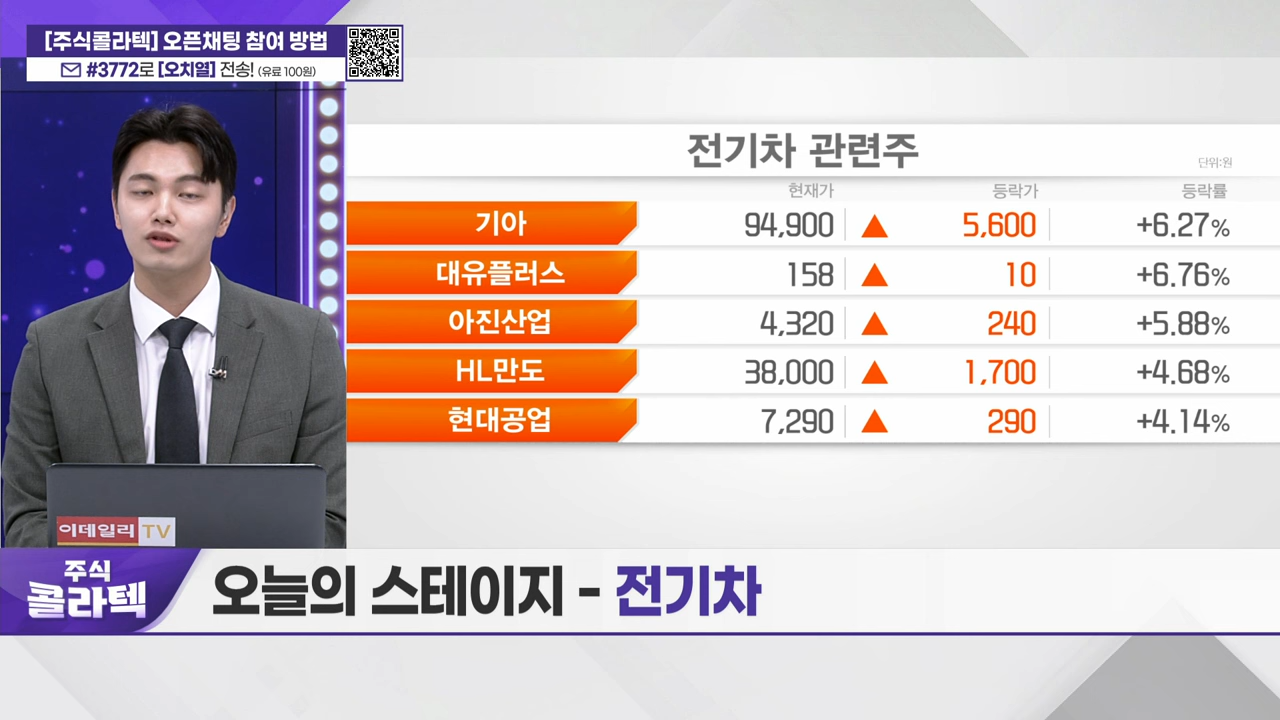 [주식콜라텍] 오픈채팅 참여 방법
#3772로 [오치열] 전송! (유료 100원)
전기차 관련주
단위:원
현재가 등락가 등락률
기아 94,900 ▲ 5,600 +6.27%
대유플러스 158 ▲ 10 +6.76%
아진산업 4,320 ▲ 240 +5.88%
HL만도 38,000 ▲ 1,700 +4.68%
현대공업 7,290 ▲ 290 +4.14%
이데일리 TV
주식
콜라텍
오늘의 스테이지 - 전기차